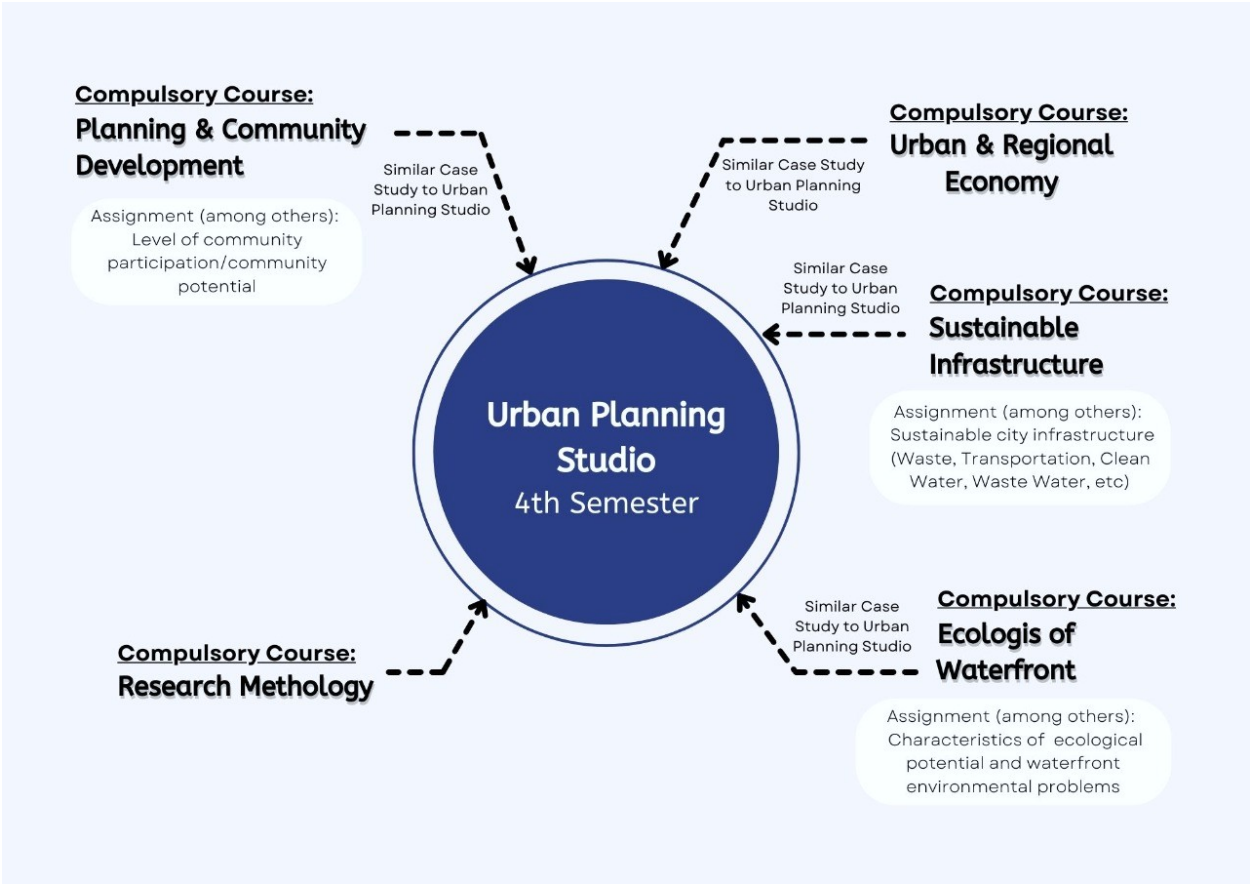 Compulsory Course:
Planning & Community
Development
Similar Case
Study to Urban
Planning Studio
Assignment (among others):
Level of community
participation/community
potential
Compulsory Course:
Urban & Regional
Economy
Similar Case Study
to Urban Planning
Studio
Similar Case
Study to Urban
Planning Studio
Compulsory Course:
Sustainable
Infrastructure
Assignment (among others):
Sustainable city infrastructure
(Waste, Transportation, Clean
Water, Waste Water, etc)
Urban Planning
Studio
4th Semester
Compulsory Course:
Research Methology
Similar Case
Study to Urban
Planning Studio
Compulsory Course:
Ecologis of
Waterfront
Assignment (among others):
Characteristics of ecological
potential and waterfront
environmental problems